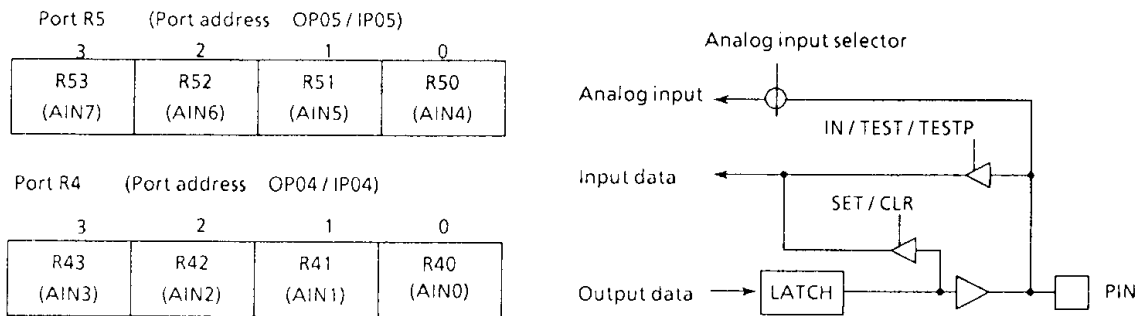 Port R5 (Port address OP05 / IP05)
3 2 1 0
R53 R52 R51 R50
(AIN7) (AIN6) (AIN5) (AIN4)
Port R4 (Port address OP04 / IP04)
3 2 1 0
R43 R42 R41 R40
(AIN3) (AIN2) (AIN1) (AIN0)
Analog input selector
Analog input
IN / TEST / TESTP
Input data
SET / CLR
Output data
LATCH
PIN